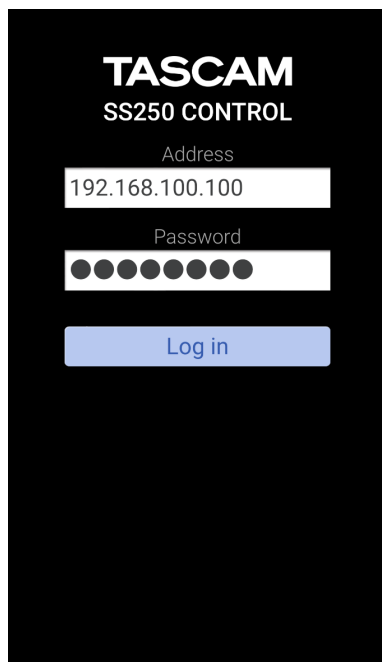 TASCAM
SS250 CONTROL
Address
192.168.100.100
Password
●●●●●●●●
Log in